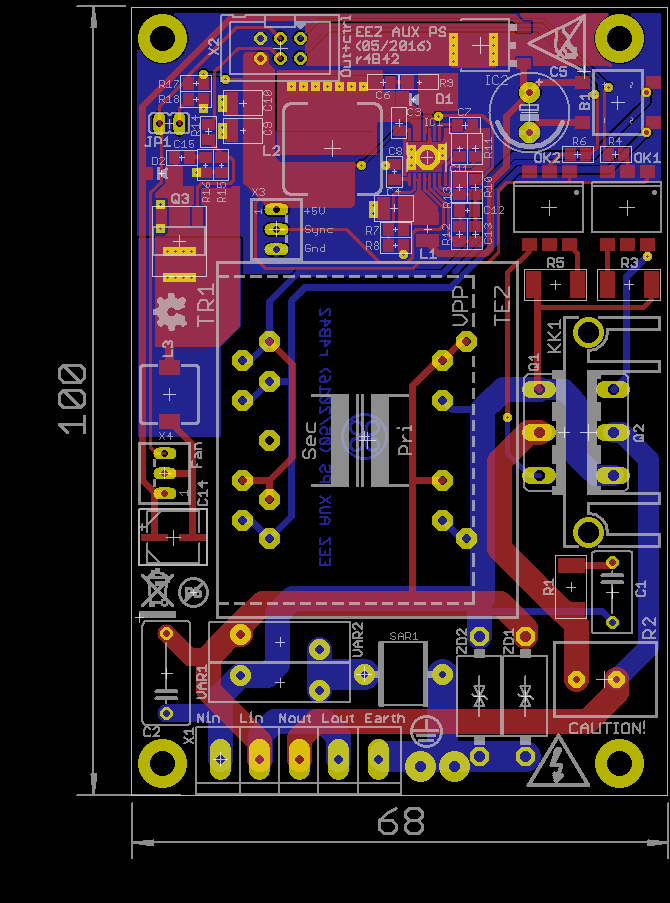 X2
Out+ctrl
EEZ AUX PS
(05/2016)
r4B42
R17
R18
C10
C6
R9
D1
IC2
C5
B1
JP1
R14
C9
C3
IC1
C7
R11
C15
L2
C8
R6
R4
OK2
OK1
D2
R16
R15
Q3
X3
+5V
Sync
Gnd
C4
R7
R8
R13
R10
C12
R12
C13
L1
TR1
VPP
TEZ
R5
R3
KK1
Q1
Q2
L3
100
EEZ AUX PS (05/2016) r4B42
Sec
Pri
X4
Fan
1
C14
Pb
R1
C1
R2
VAR1
VAR2
SAR1
ZD2
ZD1
C2
X1
Nin
Lin
Nout
Lout
Earth
CAUTION!
68